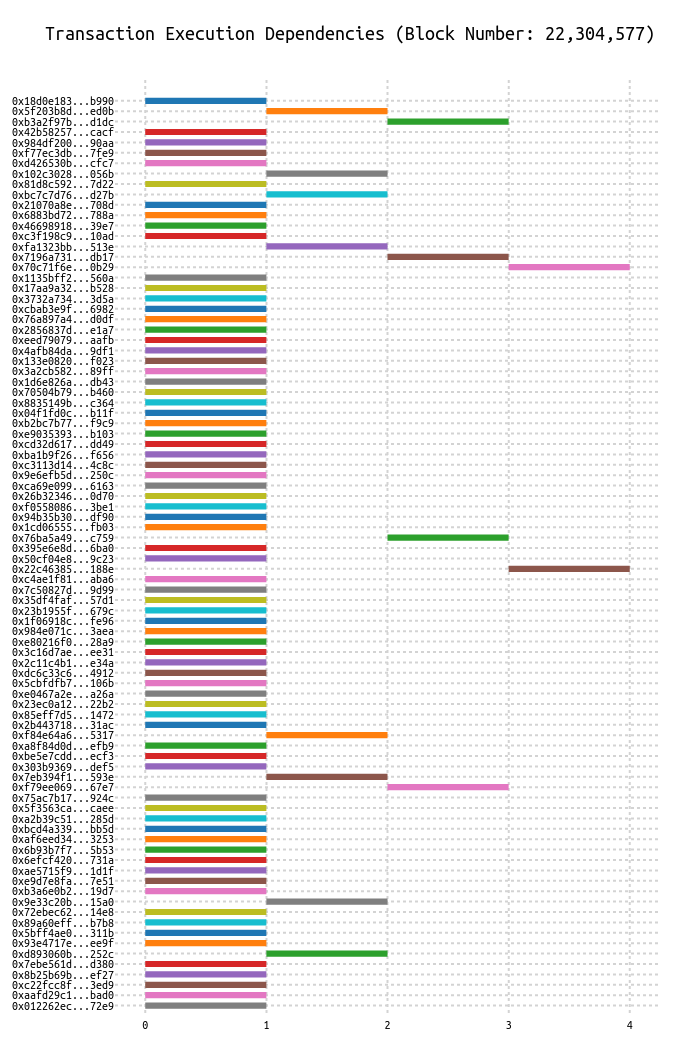 Transaction Execution Dependencies (Block Number: 22,304,577)
0x18d0e183...b990
0x5f203b8d...ed0b
0xb3a2f97b...d1dc
0x42b58257...cacf
0x984df200...90aa
0xf77ec3db...7fe9
0xd426530b...cfc7
0x102c3028...056b
0x81d8c592...7d22
0xbc7c7d76...d27b
0x21070a8e...708d
0x6883bd72...788a
0x46698918...39e7
0xc3f198c9...10ad
0xfa1323bb...513e
0x7196a731...db17
0x70c71f6e...0b29
0x1135bff2...560a
0x17aa9a32...b528
0x3732a734...3d5a
0xcbab3e9f...6982
0x76a897a4...d0df
0x2856837d...e1a7
0xeed79079...aafb
0x4afb84da...9df1
0x133e0820...f023
0x3a2cb582...89ff
0x1d6e826a...db43
0x70504b79...b460
0x8835149b...c364
0x04f1fd0c...b11f
0xb2bc7b77...f9c9
0xe9035393...b103
0xcd32d617...dd49
0xba1b9f26...f656
0xc3113d14...4c8c
0x9e6efb5d...250c
0xca69e099...6163
0x26b32346...0d70
0xf0558086...3be1
0x94b35b30...df90
0x1cd06555...fb03
0x76ba5a49...c759
0x395e6e8d...6ba0
0x50cf04e8...9c23
0x22c46385...188e
0xc4ae1f81...aba6
0x7c50827d...9d99
0x35df4faf...57d1
0x23b1955f...679c
0x1f06918c...fe96
0x984e071c...3aea
0xe80216f0...28a9
0x3c16d7ae...ee31
0x2c11c4b1...e34a
0xdc6c33c6...4912
0x5cbfdfb7...106b
0xe0467a2e...a26a
0x23ec0a12...22b2
0x85eff7d5...1472
0x2b443718...31ac
0xf84e64a6...5317
0xa8f84d0d...efb9
0xbe5e7cdd...ecf3
0x303b9369...def5
0x7eb394f1...593e
0xf79ee069...67e7
0x75ac7b17...924c
0x5f3563ca...caee
0xa2b39c51...285d
0xbcd4a339...bb5d
0xaf6eed34...3253
0x6b93b7f7...5b53
0x6efcf420...731a
0xae5715f9...1d1f
0xe9d7e8fa...7e51
0xb3a6e0b2...19d7
0x9e33c20b...15a0
0x72ebec62...14e8
0x89a60eff...b7b8
0x5bff4ae0...311b
0x93e4717e...ee9f
0xd893060b...252c
0x7ebe561d...d380
0x8b25b69b...ef27
0xc22fcc8f...3ed9
0xaafd29c1...bad0
0x012262ec...72e9
0 1 2 3 4